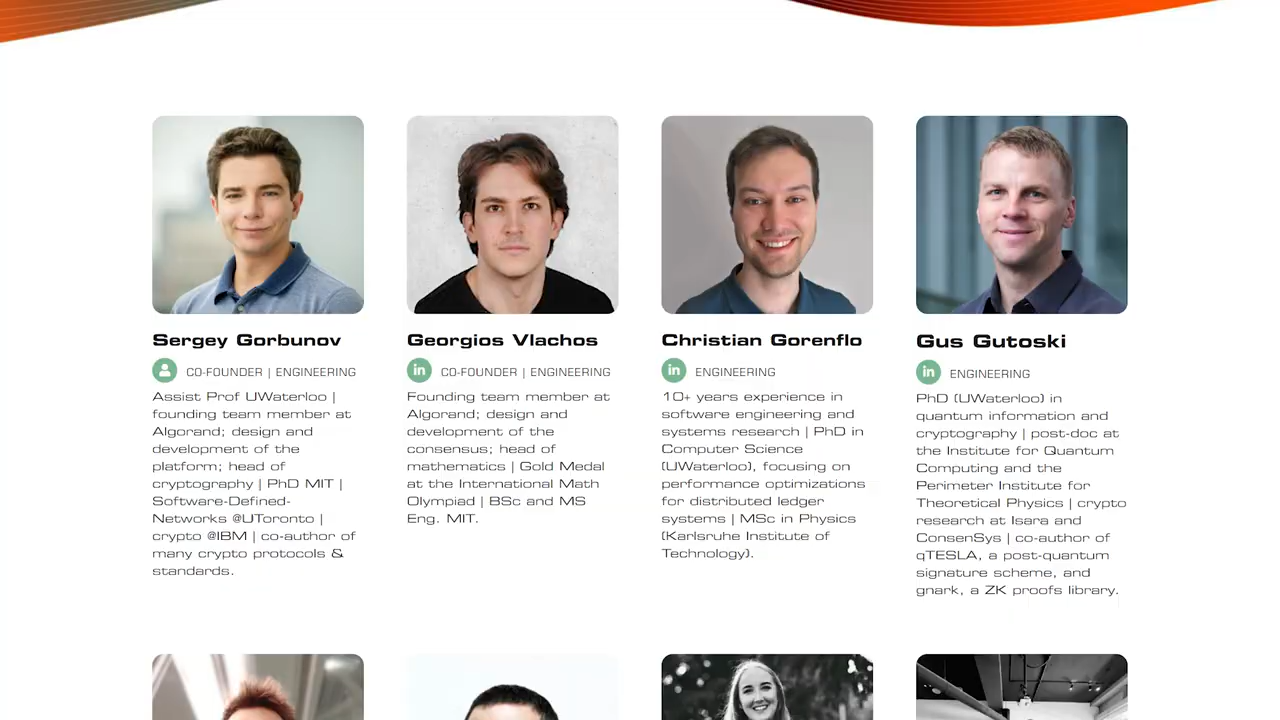 Sergey Gorbunov
CO-FOUNDER | ENGINEERING
Assist Prof UWaterloo |
founding team member at
Algorand; design and
development of the
platform; head of
cryptography | PhD MIT |
Software-Defined-
Networks @UToronto |
crypto @IBM | co-author of
many crypto protocols &
standards.
Georgios Vlachos
in
CO-FOUNDER | ENGINEERING
Founding team member at
Algorand; design and
development of the
consensus; head of
mathematics | Gold Medal
at the International Math
Olympiad | BSc and MS
Eng. MIT.
Christian Gorenflo
in
ENGINEERING
10+ years experience in
software engineering and
systems research | PhD in
Computer Science
(UWaterloo), focusing on
performance optimizations
for distributed ledger
systems | MSc in Physics
(Karlsruhe Institute of
Technology).
Gus Gutoski
in
ENGINEERING
PhD (UWaterloo) in
quantum information and
cryptography | post-doc at
the Institute for Quantum
Computing and the
Perimeter Institute for
Theoretical Physics | crypto
research at Isara and
ConsenSys | co-author of
qTESLA, a post-quantum
signature scheme, and
gnark, a ZK proofs library.